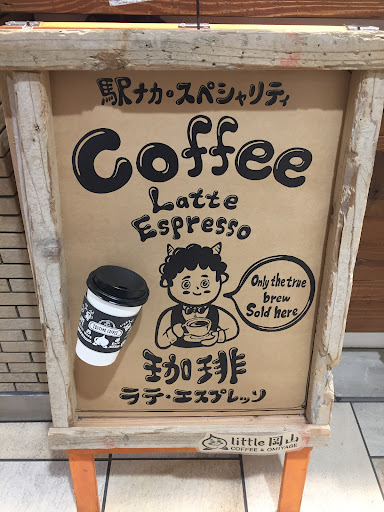 駅ナカ・スペシャリティ
Coffee
Latte
Espresso
Only the true
brew
Sold here
珈琲
ラテ・エスプレッソ
little 岡山
COFFEE & OMIYAGE